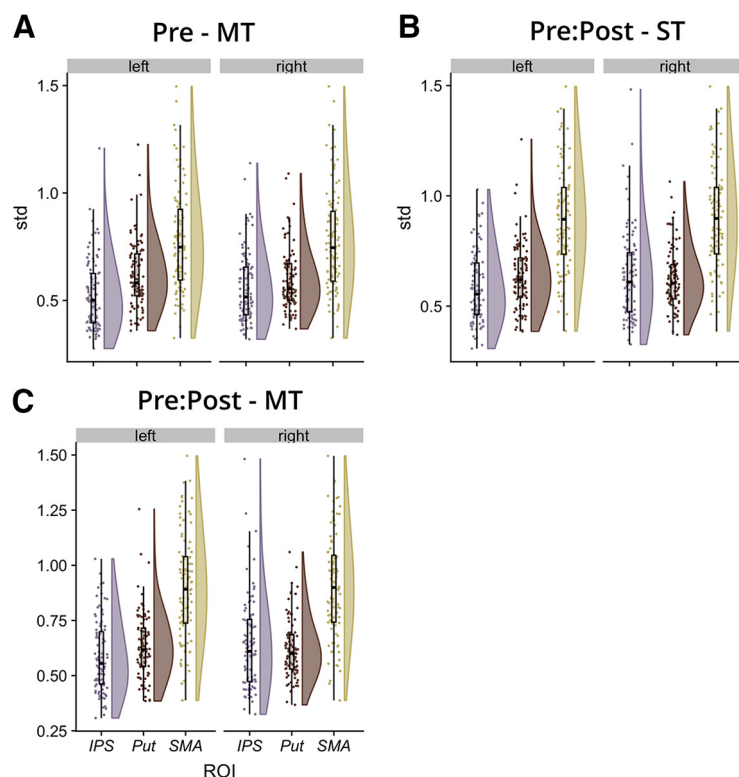 A
Pre - MT
left
right
std
1.5
1.0
0.5
B
Pre:Post - ST
left
right
std
1.5
1.0
0.5
C
Pre:Post - MT
left
right
1.50
1.25
1.00
0.75
0.50
0.25
IPS Put SMA IPS Put SMA
ROI